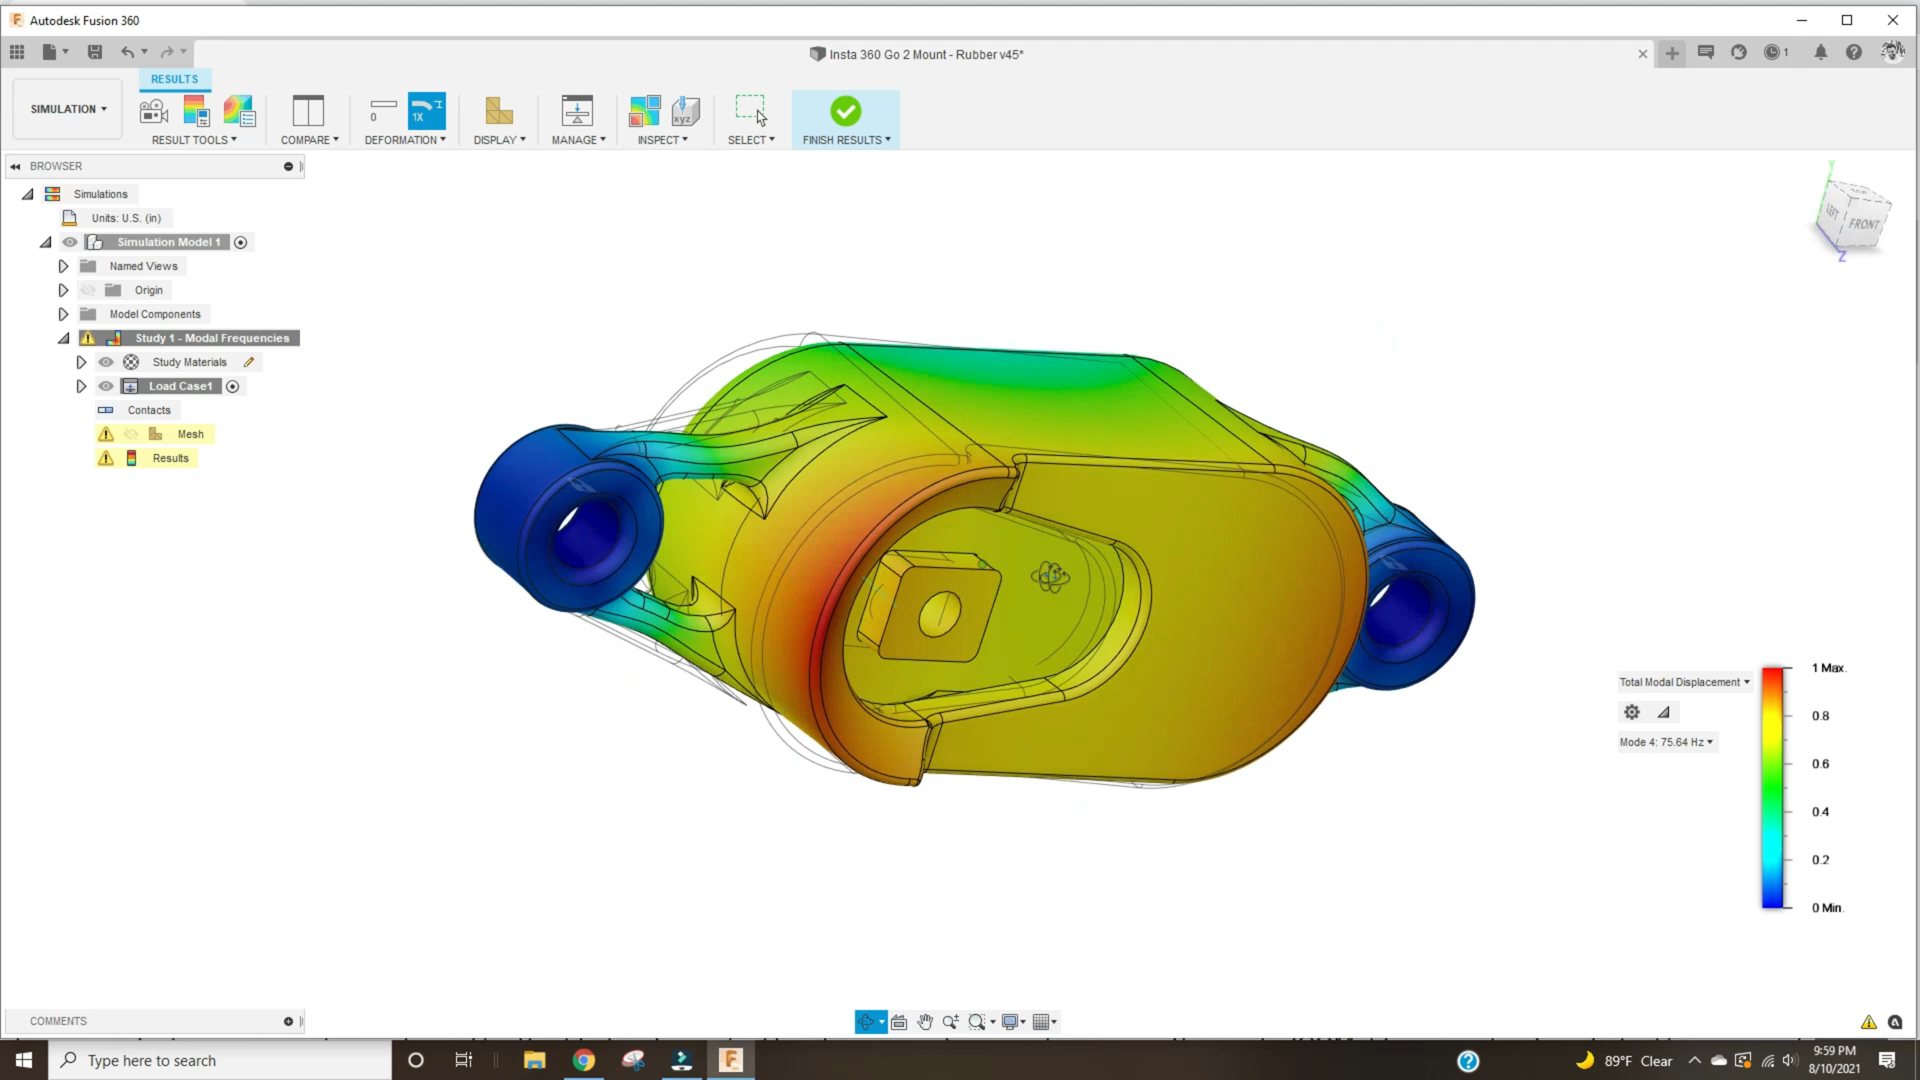 Autodesk Fusion 360
Insta 360 Go 2 Mount - Rubber v45*
1
RESULTS
SIMULATION
0
1X
xyz
RESULT TOOLS
COMPARE
DEFORMATION
DISPLAY
MANAGE
INSPECT
SELECT
FINISH RESULTS
BROWSER
Simulations
Units: U.S. (in)
Simulation Model 1
Named Views
Origin
Model Components
Study 1 - Modal Frequencies
Study Materials
Load Case1
Contacts
Mesh
Results
Y
LEFT
FRONT
Z
Total Modal Displacement
Mode 4: 75.64 Hz
1 Max.
0.8
0.6
0.4
0.2
0 Min.
COMMENTS
Type here to search
89°F Clear
9:59 PM
8/10/2021